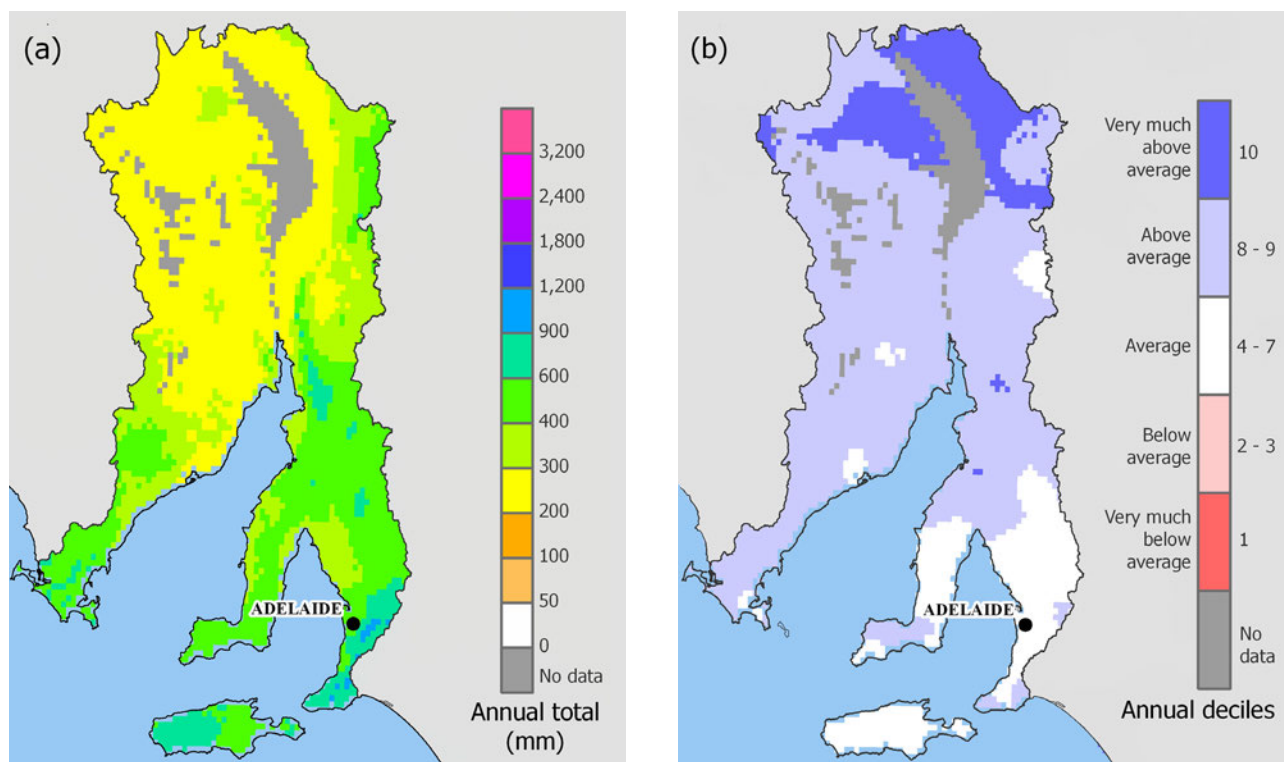 (a)
3,200
2,400
1,800
1,200
900
600
400
300
200
100
50
0
No data
Annual total
(mm)
ADELAIDE
(b)
Very much
above
average
10
Above
average
8 - 9
Average
4 - 7
Below
average
2 - 3
Very much
below
average
1
No
data
Annual deciles
ADELAIDE